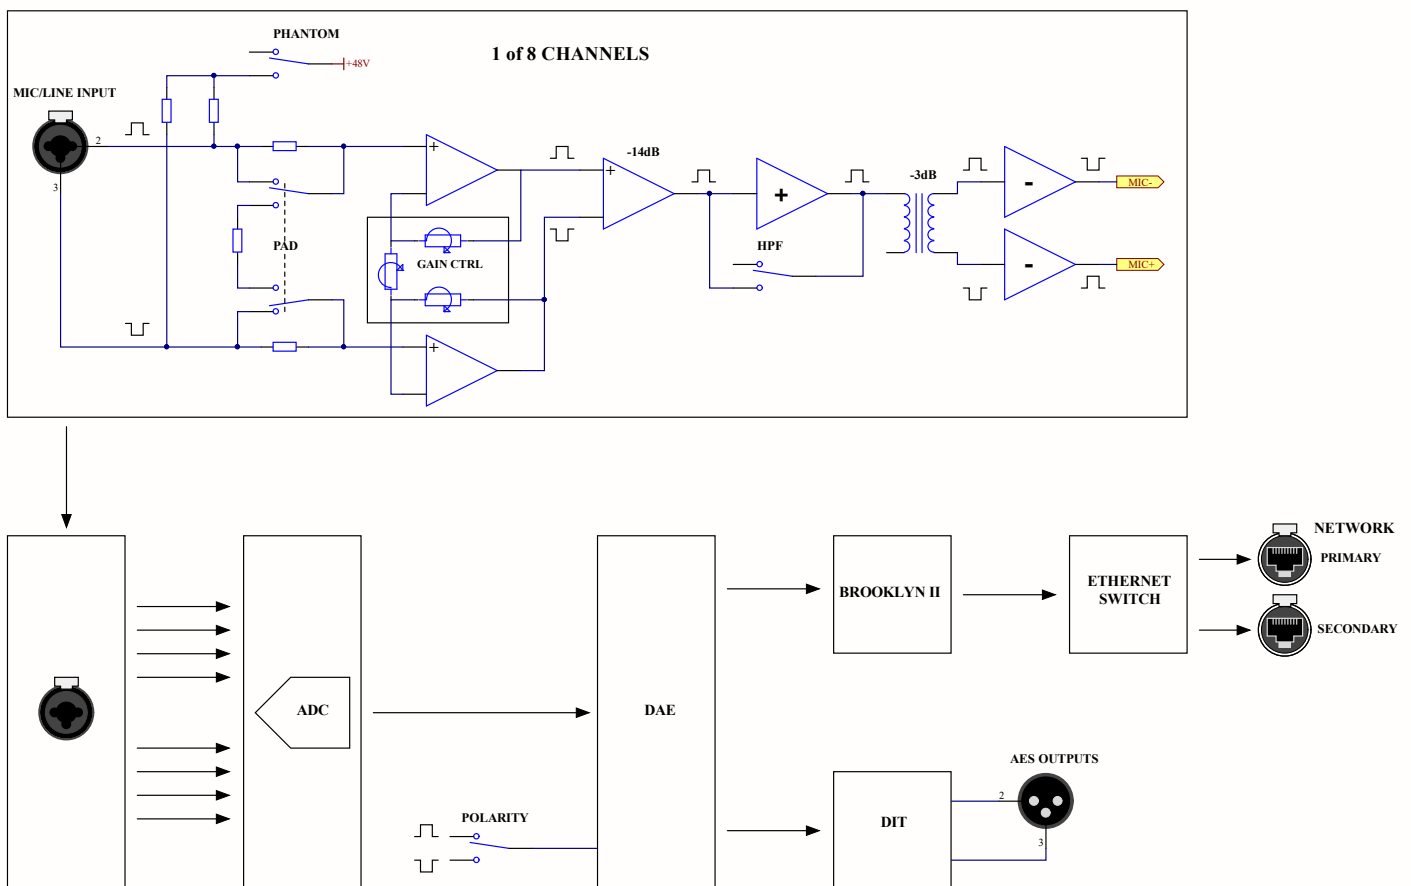 PHANTOM
1 of 8 CHANNELS
+48V
MIC/LINE INPUT
2
3
+
-14dB
+
+
-3dB
-
MIC-
PAD
HPF
GAIN CTRL
-
MIC+
+
NETWORK
PRIMARY
BROOKLYN II
ETHERNET
SWITCH
SECONDARY
ADC
DAE
AES OUTPUTS
2
3
POLARITY
DIT